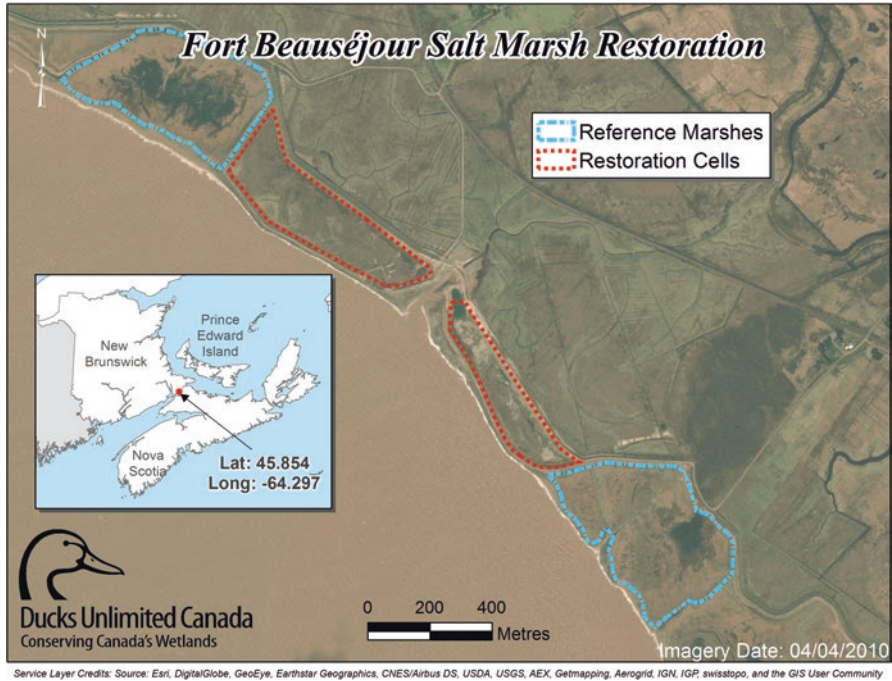 Fort Beauséjour Salt Marsh Restoration
N
Reference Marshes
Restoration Cells
New
Brunswick
Prince
Edward
Island
Nova
Scotia
Lat: 45.854
Long: -64.297
Ducks Unlimited Canada
Conserving Canada's Wetlands
0 200 400
Metres
Imagery Date: 04/04/2010
Service Layer Credits: Source: Esri, DigitalGlobe, GeoEye, Earthstar Geographics, CNES/Airbus DS, USDA, USGS, AEX, Getmapping, Aerogrid, IGN, IGP, swisstopo, and the GIS User Community